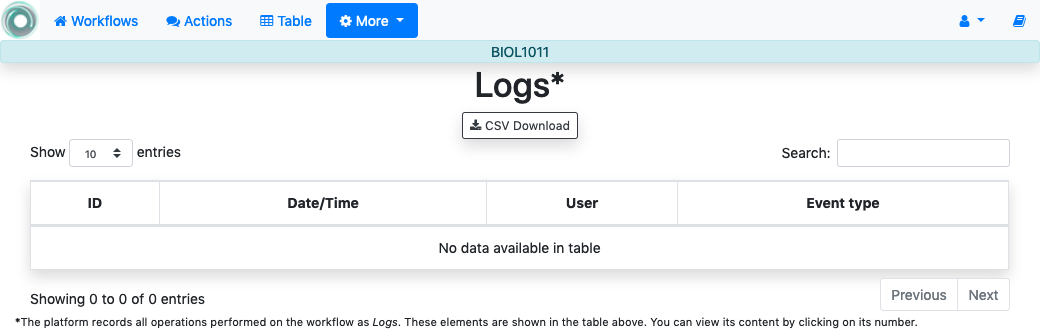 Workflows Actions Table More
BIOL1011
Logs*
CSV Download
Show 10 entries Search:
ID Date/Time User Event type
No data available in table
Showing 0 to 0 of 0 entries Previous Next
*The platform records all operations performed on the workflow as Logs. These elements are shown in the table above. You can view its content by clicking on its number.